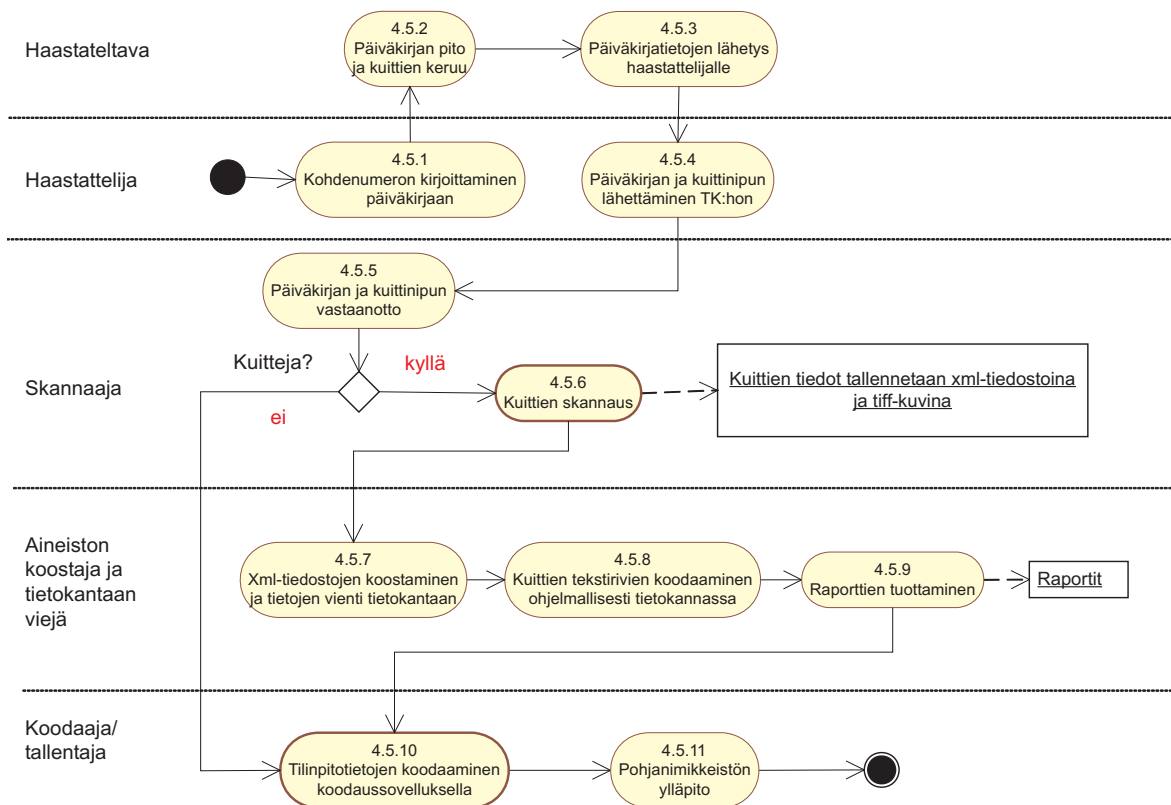 Haastateltava
4.5.2
Päiväkirjan pito
ja kuittien keruu
4.5.3
Päiväkirjatietojen lähetys
haastattelijalle
Haastattelija
4.5.1
Kohdenumeron kirjoittaminen
päiväkirjaan
4.5.4
Päiväkirjan ja kuittinipun
lähettäminen TK:hon
Skannaaja
4.5.5
Päiväkirjan ja kuittinipun
vastaanotto
Kuitteja?
kyllä
ei
4.5.6
Kuittien skannaus
Kuittien tiedot tallennetaan xml-tiedostoina
ja tiff-kuvina
Aineiston
koostaja ja
tietokantaan
viejä
4.5.7
Xml-tiedostojen koostaminen
ja tietojen vienti tietokantaan
4.5.8
Kuittien tekstirivien koodaaminen
ohjelmallisesti tietokannassa
4.5.9
Raporttien tuottaminen
Raportit
Koodaaja/
tallentaja
4.5.10
Tilinpitotietojen koodaaminen
koodaussovelluksella
4.5.11
Pohjanimikkeistön
ylläpito